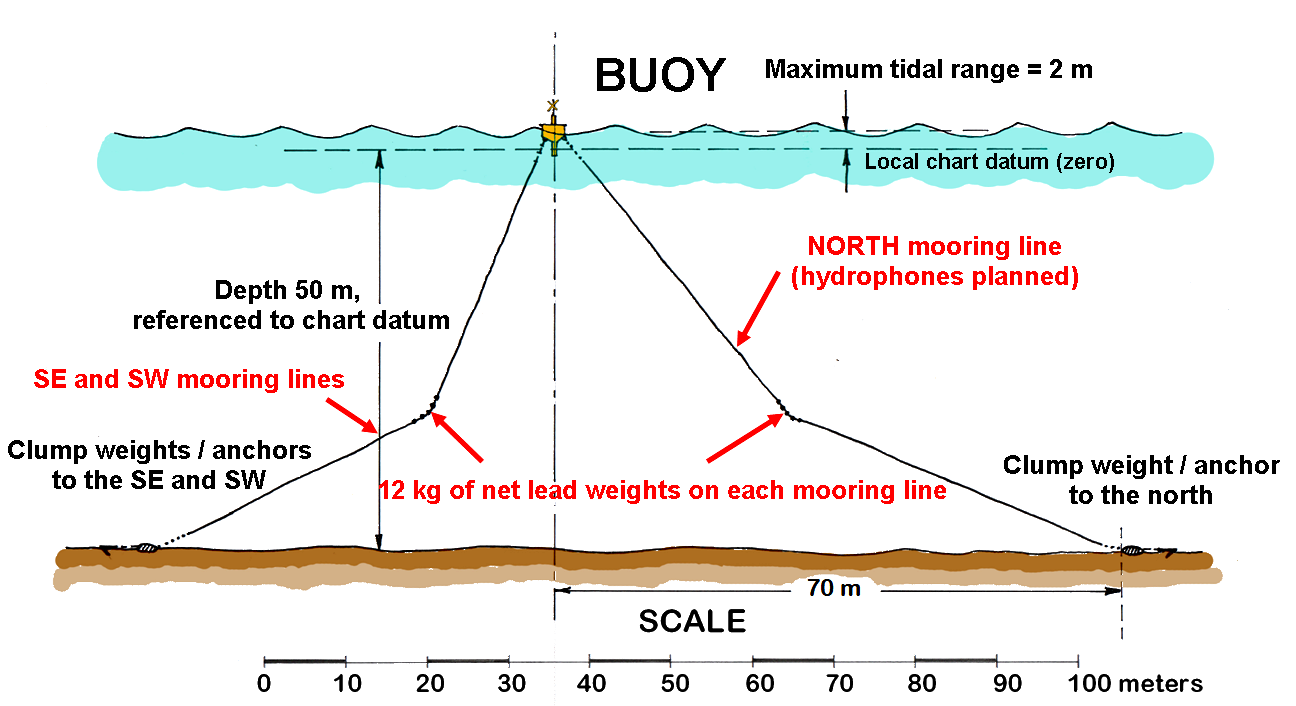 BUOY
Maximum tidal range = 2 m
Local chart datum (zero)
NORTH mooring line
(hydrophones planned)
Depth 50 m,
referenced to chart datum
SE and SW mooring lines
Clump weights / anchors
to the SE and SW
12 kg of net lead weights on each mooring line
Clump weight / anchor
to the north
70 m
SCALE
0 10 20 30 40 50 60 70 80 90 100 meters